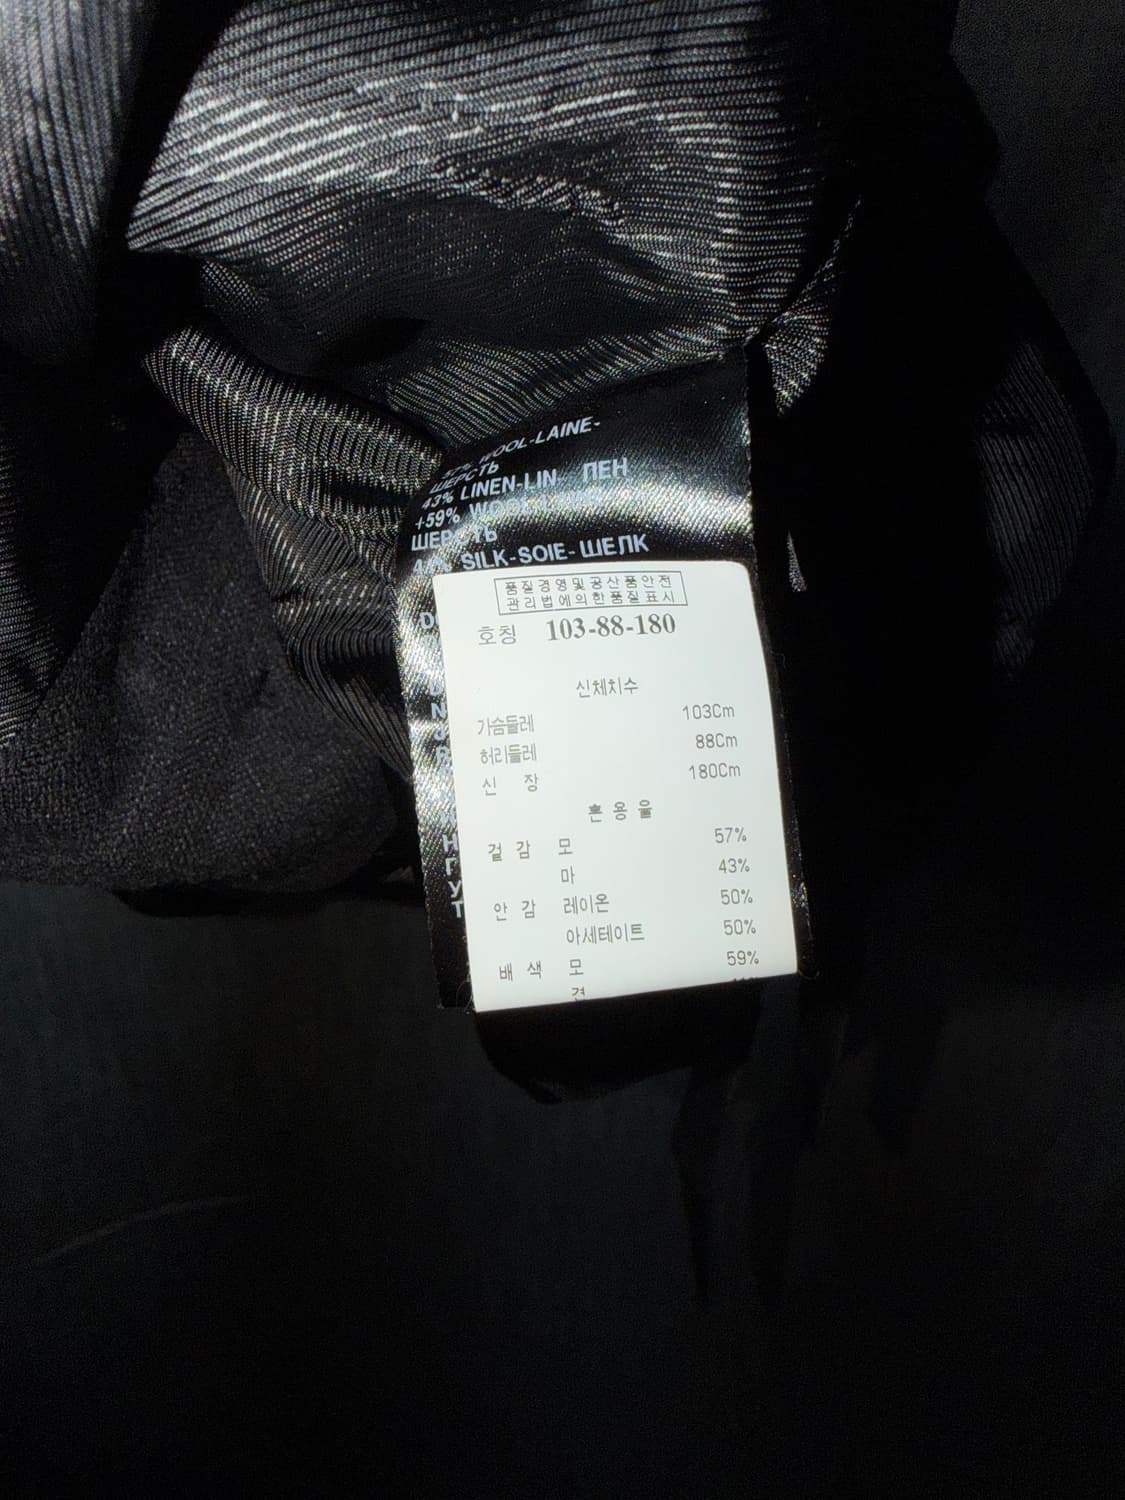 57% WOOL-LAINE-
ШЕРСТЬ
43% LINEN-LIN- ЛЕН
+59% WOOL-LAINE-
ШЕРСТЬ
41% SILK-SOIE-ШЕЛК
품질경영및공산품안전
관리법에의한품질표시
호칭 103-88-180
신체치수
가슴둘레 103Cm
허리둘레 88Cm
신 장 180Cm
혼 용 율
겉 감 모 57%
마 43%
안 감 레이온 50%
아세테이트 50%
배 색 모 59%
견